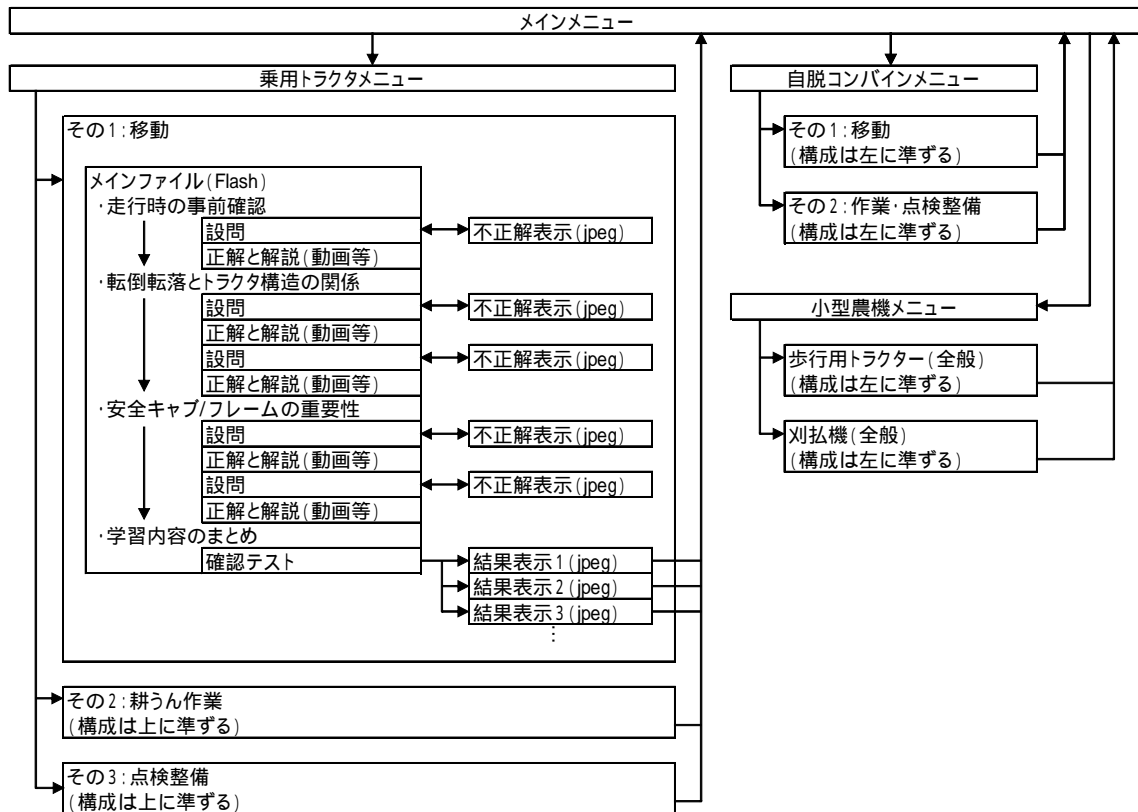 メインメニュー
乗用トラクタメニュー
その1:移動
メインファイル(Flash)
・走行時の事前確認
設問
不正解表示(jpeg)
正解と解説(動画等)
・転倒転落とトラクタ構造の関係
設問
不正解表示(jpeg)
正解と解説(動画等)
設問
不正解表示(jpeg)
正解と解説(動画等)
・安全キャブ/フレームの重要性
設問
不正解表示(jpeg)
正解と解説(動画等)
設問
不正解表示(jpeg)
正解と解説(動画等)
・学習内容のまとめ
確認テスト
結果表示1(jpeg)
結果表示2(jpeg)
結果表示3(jpeg)
…
その2:耕うん作業
(構成は上に準ずる)
その3:点検整備
(構成は上に準ずる)
自脱コンバインメニュー
その1:移動
(構成は左に準ずる)
その2:作業・点検整備
(構成は左に準ずる)
小型農機メニュー
歩行用トラクター(全般)
(構成は左に準ずる)
刈払機(全般)
(構成は左に準ずる)